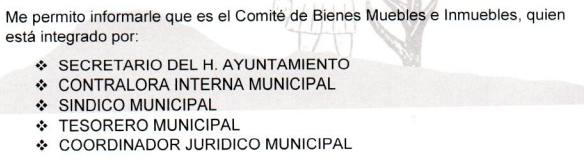 Me permito informarle que es el Comité de Bienes Muebles e Inmuebles, quien
está integrado por:
❖ SECRETARIO DEL H. AYUNTAMIENTO
❖ CONTRALORA INTERNA MUNICIPAL
❖ SINDICO MUNICIPAL
❖ TESORERO MUNICIPAL
❖ COORDINADOR JURIDICO MUNICIPAL